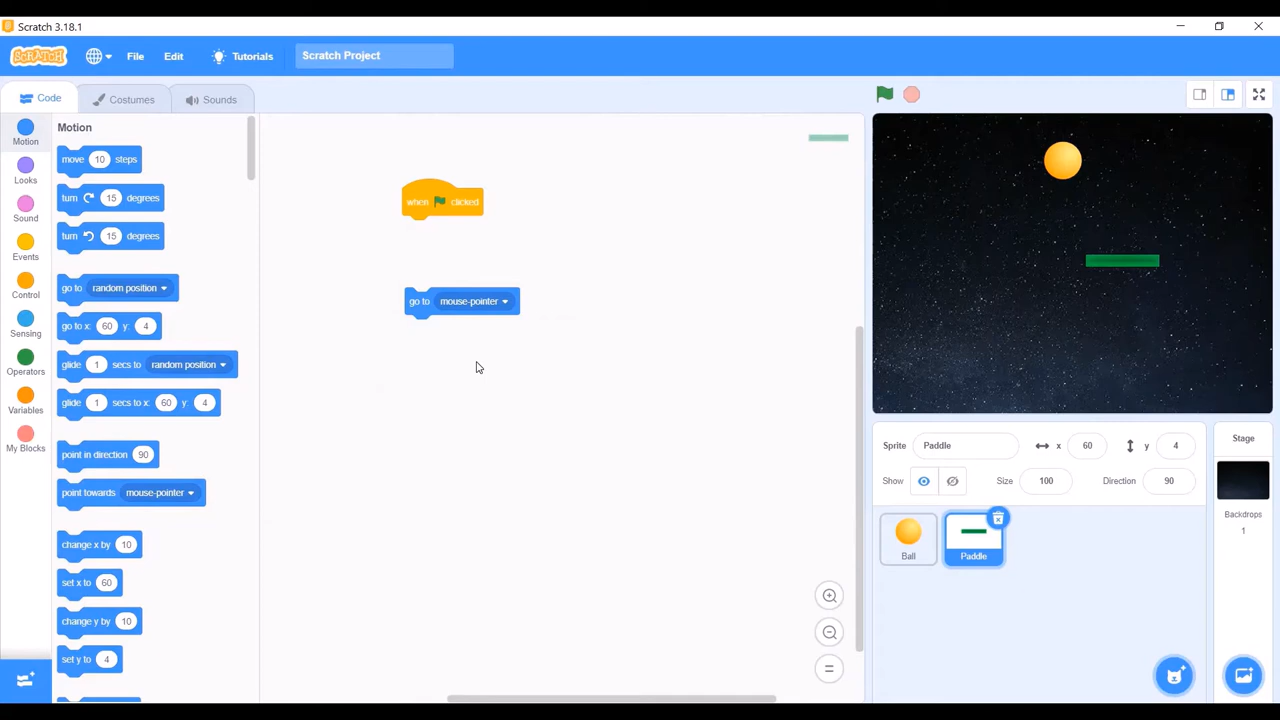 Scratch 3.18.1
SCRATCH File Edit Tutorials Scratch Project
Code Costumes Sounds
Motion
Looks
Sound
Events
Control
Sensing
Operators
Variables
My Blocks
Motion
move 10 steps
turn 15 degrees
turn 15 degrees
go to random position
go to x: 60 y: 4
glide 1 secs to random position
glide 1 secs to x: 60 y: 4
point in direction 90
point towards mouse-pointer
change x by 10
set x to 60
change y by 10
set y to 4
when clicked
go to mouse-pointer
Sprite Paddle x 60 y 4
Show Size 100 Direction 90
Ball
Paddle
Stage
Backdrops
1